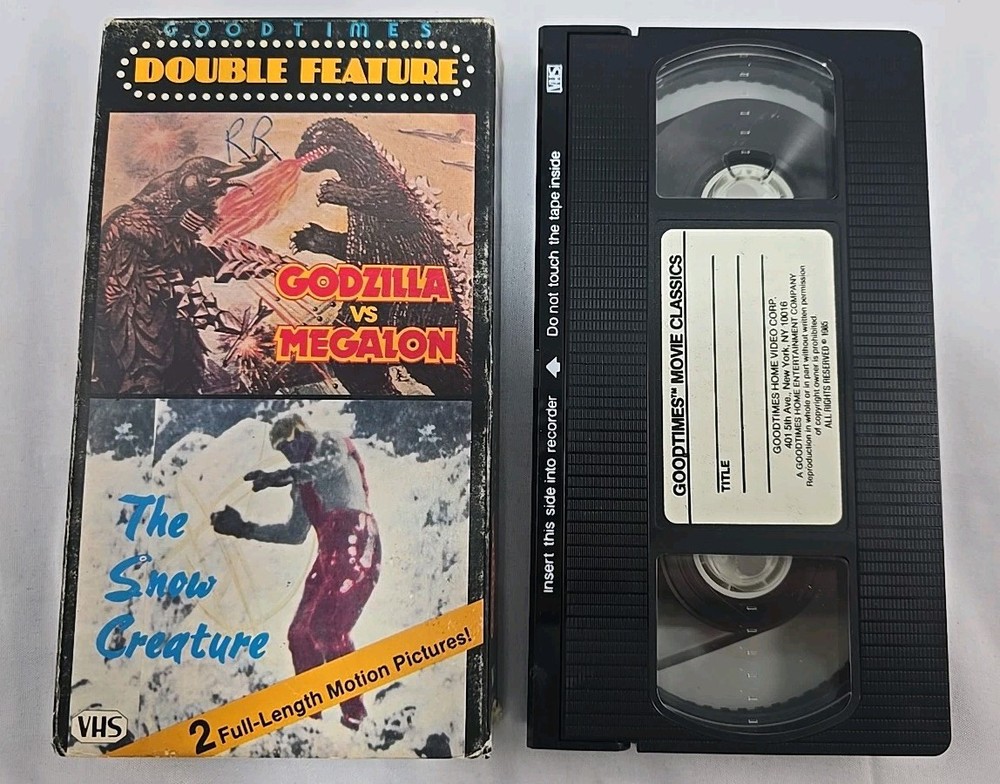 GOODTIMES
DOUBLE FEATURE
RR
GODZILLA
VS
MEGALON
The
Snow
Creature
2 Full-Length Motion Pictures!
VHS
VHS
Insert this side into recorder Do not touch the tape inside
GOODTIMES™ MOVIE CLASSICS
TITLE
GOODTIMES HOME VIDEO CORP.
401 5th Ave., New York, NY 10016
A GOODTIMES HOME ENTERTAINMENT COMPANY
Reproduction in whole or in part without written permission
of copyright owner is prohibited.
ALL RIGHTS RESERVED © 1985